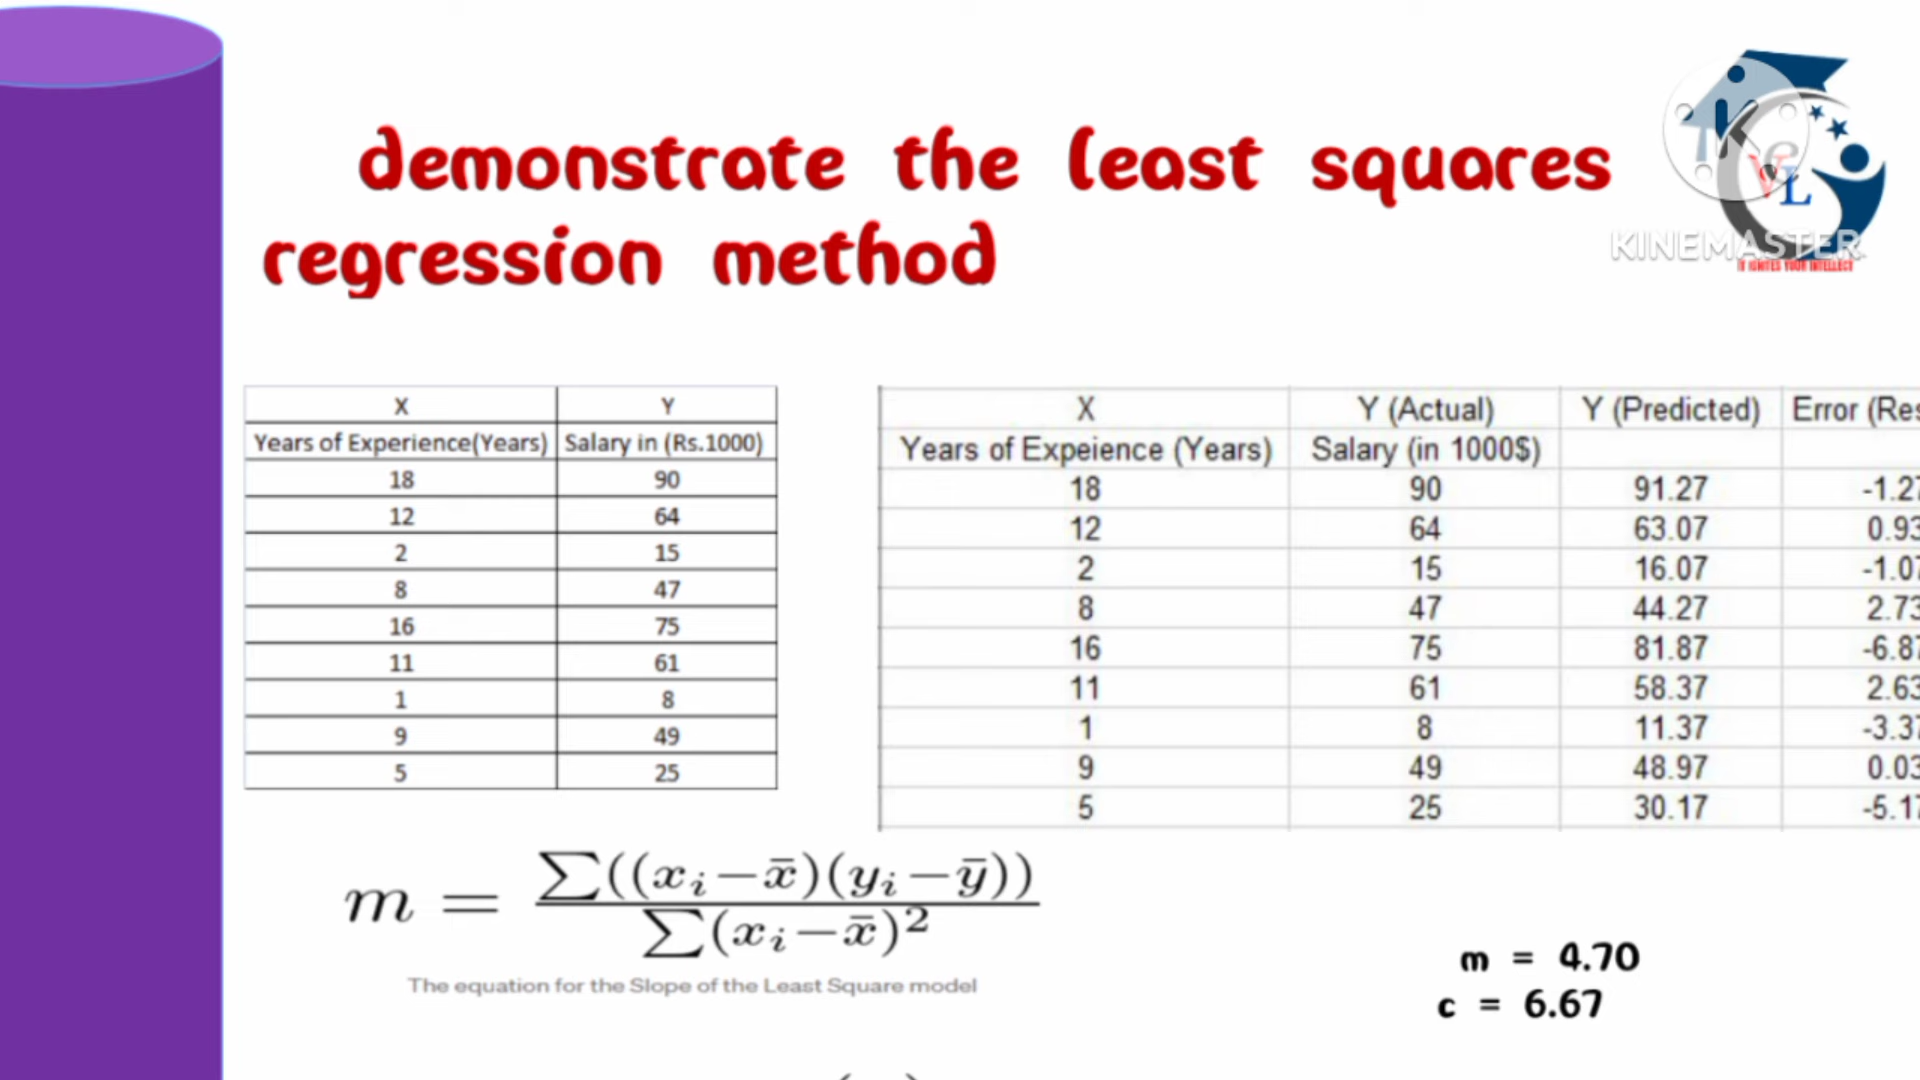 demonstrate the least squares
regression method
KINEMASTER
K
e
VL
IT IGNITES YOUR INTELLECT
X Y
Years of Experience(Years) Salary in (Rs.1000)
18 90
12 64
2 15
8 47
16 75
11 61
1 8
9 49
5 25
X Y (Actual) Y (Predicted) Error (Res
Years of Expeience (Years) Salary (in 1000$)
18 90 91.27 -1.27
12 64 63.07 0.93
2 15 16.07 -1.07
8 47 44.27 2.73
16 75 81.87 -6.87
11 61 58.37 2.63
1 8 11.37 -3.37
9 49 48.97 0.03
5 25 30.17 -5.17
m = ∑((xᵢ−x̄)(yᵢ−ȳ)) / ∑(xᵢ−x̄)²
The equation for the Slope of the Least Square model
m = 4.70
c = 6.67